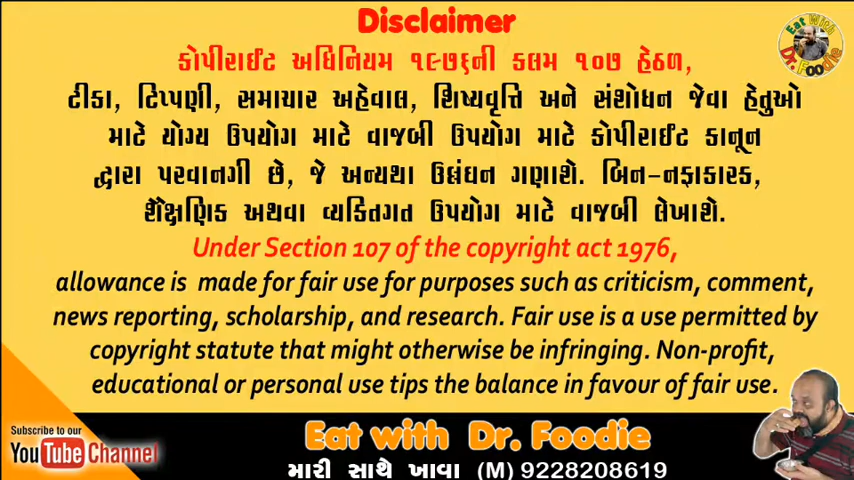 Disclaimer
Eat With
Dr. Foodie
કોપીરાઈટ અધિનિયમ ૧૯૭૬ની કલમ ૧૦૭ હેઠળ,
ટીકા, ટિપ્પણી, સમાચાર અહેવાલ, શિષ્યવૃત્તિ અને સંશોધન જેવા હેતુઓ
માટે યોગ્ય ઉપયોગ માટે વાજબી ઉપયોગ માટે કોપીરાઈટ કાનૂન
દ્વારા પરવાનગી છે, જે અન્યથા ઉલ્લંઘન ગણાશે. બિન-નફાકારક,
શૈક્ષણિક અથવા વ્યકિતગત ઉપયોગ માટે વાજબી લેખાશે.
Under Section 107 of the copyright act 1976,
allowance is made for fair use for purposes such as criticism, comment,
news reporting, scholarship, and research. Fair use is a use permitted by
copyright statute that might otherwise be infringing. Non-profit,
educational or personal use tips the balance in favour of fair use.
Subscribe to our
YouTube Channel
Eat with Dr. Foodie
મારી સાથે ખાવા (M) 9228208619